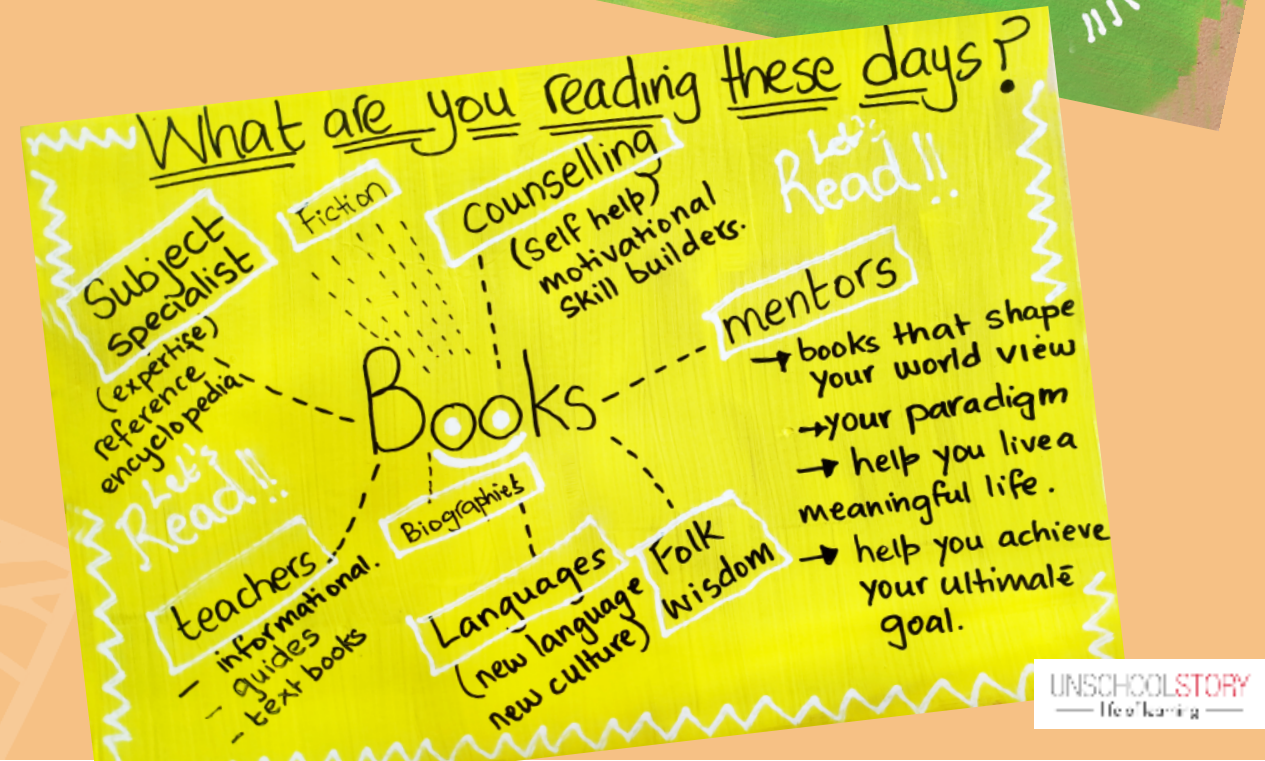 What are you reading these days?
Let's
Read!!
Fiction
Counselling
(self help)
motivational
skill builders.
Subject
specialist
(expertise)
reference
encyclopedia
mentors
→ books that shape
your world view
→ your paradigm
→ help you live a
meaningful life.
→ help you achieve
your ultimate
goal.
Books
Let's
Read!!
Biographies
teachers
- informational.
- guides
- text books
Languages
(new language
new culture)
Folk
wisdom
UNSCHOOLSTORY
life of learning